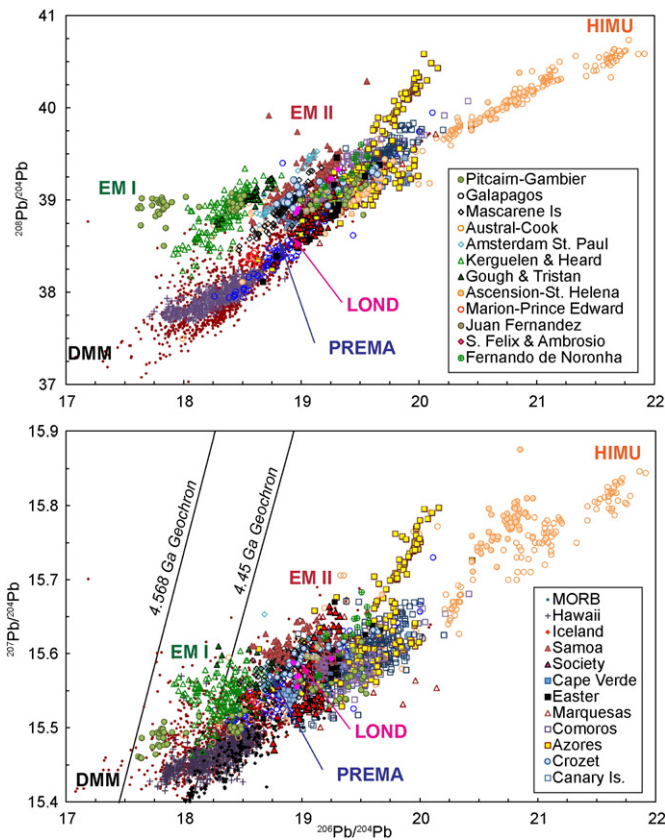 41
40
39
38
37
²⁰⁸Pb/²⁰⁴Pb
HIMU
EM II
EM I
LOND
PREMA
DMM
Pitcairn-Gambier
Galapagos
Mascarene Is
Austral-Cook
Amsterdam St. Paul
Kerguelen & Heard
Gough & Tristan
Ascension-St. Helena
Marion-Prince Edward
Juan Fernandez
S. Felix & Ambrosio
Fernando de Noronha
17 18 19 20 21 22
15.9
15.8
15.7
15.6
15.5
15.4
²⁰⁷Pb/²⁰⁴Pb
4.568 Ga Geochron
4.45 Ga Geochron
HIMU
EM II
EM I
LOND
PREMA
DMM
MORB
Hawaii
Iceland
Samoa
Society
Cape Verde
Easter
Marquesas
Comoros
Azores
Crozet
Canary Is.
17 18 19 20 21 22
²⁰⁶Pb/²⁰⁴Pb